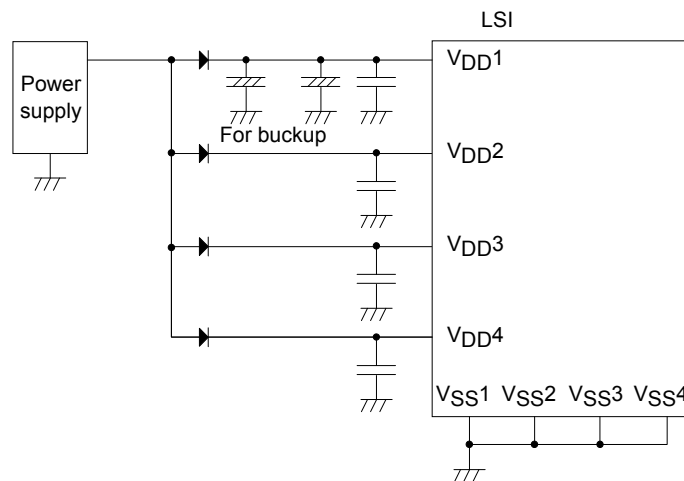 LSI
Power
supply
VDD1
For buckup
VDD2
VDD3
VDD4
VSS1 VSS2 VSS3 VSS4